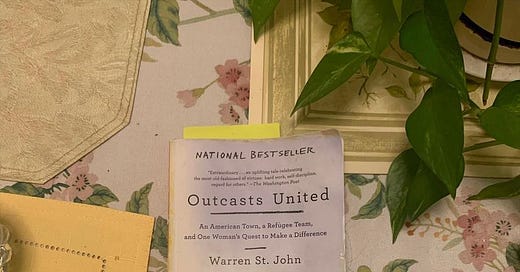 NATIONAL BESTSELLER
"Extraordinary . . . an uplifting tale celebrating
the most old-fashioned of virtues: hard work, self-discipline,
regard for others." —The Washington Post
Outcasts United
An American Town, a Refugee Team,
and One Woman's Quest to Make a Difference
Warren St. John